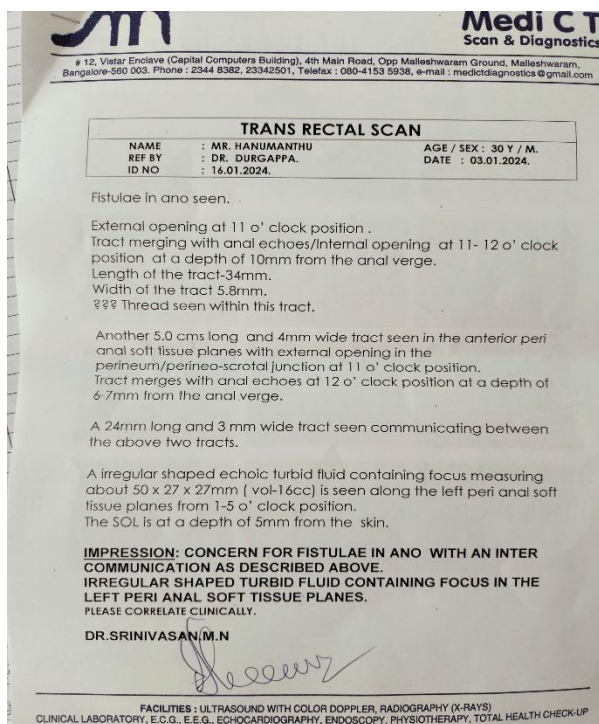 Medi C T
Scan & Diagnostics
# 12, Vistar Enclave (Capital Computers Building), 4th Main Road, Opp Malleshwaram Ground, Malleshwaram,
Bangalore-560 003. Phone : 2344 8382, 23342501, Telefax : 080-4153 5938, e-mail : medictdiagnostics@gmail.com
TRANS RECTAL SCAN
NAME : MR. HANUMANTHU AGE / SEX : 30 Y / M.
REF BY : DR. DURGAPPA. DATE : 03.01.2024.
ID NO : 16.01.2024.
Fistulae in ano seen.
External opening at 11 o' clock position .
Tract merging with anal echoes/Internal opening at 11- 12 o' clock
position at a depth of 10mm from the anal verge.
Length of the tract-34mm.
Width of the tract 5.8mm.
??? Thread seen within this tract.
Another 5.0 cms long and 4mm wide tract seen in the anterior peri
anal soft tissue planes with external opening in the
perineum/perineo-scrotal junction at 11 o' clock position.
Tract merges with anal echoes at 12 o' clock position at a depth of
6-7mm from the anal verge.
A 24mm long and 3 mm wide tract seen communicating between
the above two tracts.
A irregular shaped echoic turbid fluid containing focus measuring
about 50 x 27 x 27mm ( vol-16cc) is seen along the left peri anal soft
tissue planes from 1-5 o' clock position.
The SOL is at a depth of 5mm from the skin.
IMPRESSION: CONCERN FOR FISTULAE IN ANO WITH AN INTER
COMMUNICATION AS DESCRIBED ABOVE.
IRREGULAR SHAPED TURBID FLUID CONTAINING FOCUS IN THE
LEFT PERI ANAL SOFT TISSUE PLANES.
PLEASE CORRELATE CLINICALLY.
DR.SRINIVASAN.M.N
FACILITIES : ULTRASOUND WITH COLOR DOPPLER, RADIOGRAPHY (X-RAYS)
CLINICAL LABORATORY, E.C.G., E.E.G., ECHOCARDIOGRAPHY, ENDOSCOPY, PHYSIOTHERAPY, TOTAL HEALTH CHECK-UP